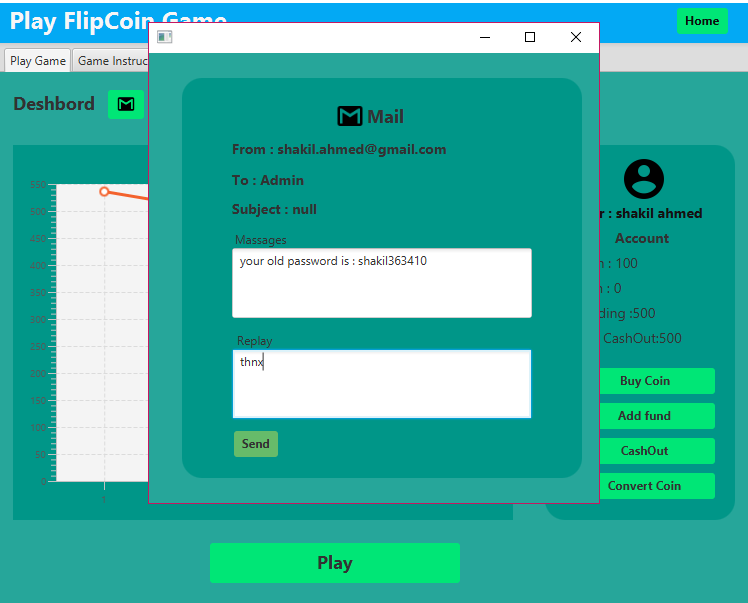 Play FlipCoin Game
Home
Play Game
Game Instruc
Deshbord
550
500
450
400
350
300
250
200
150
100
50
0
1
Mail
From : shakil.ahmed@gmail.com
To : Admin
Subject : null
Massages
your old password is : shakil363410
Replay
thnx
Send
r : shakil ahmed
Account
n : 100
n : 0
ding :500
CashOut:500
Buy Coin
Add fund
CashOut
Convert Coin
Play